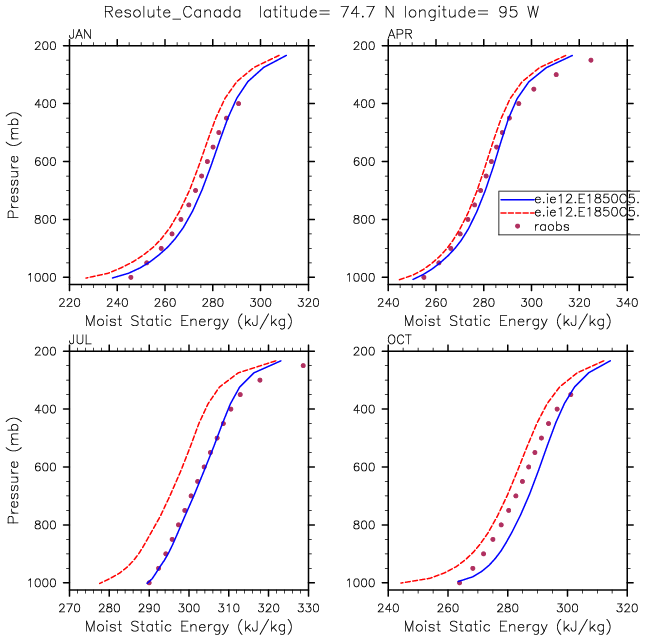 Resolute_Canada latitude= 74.7 N longitude= 95 W
JAN
200
400
600
800
1000
Pressure (mb)
220 240 260 280 300 320
Moist Static Energy (kJ/kg)
APR
200
400
600
800
1000
240 260 280 300 320 340
Moist Static Energy (kJ/kg)
e.ie12.E1850C5.
e.ie12.E1850C5.
raobs
JUL
200
400
600
800
1000
Pressure (mb)
270 280 290 300 310 320 330
Moist Static Energy (kJ/kg)
OCT
200
400
600
800
1000
240 260 280 300 320
Moist Static Energy (kJ/kg)